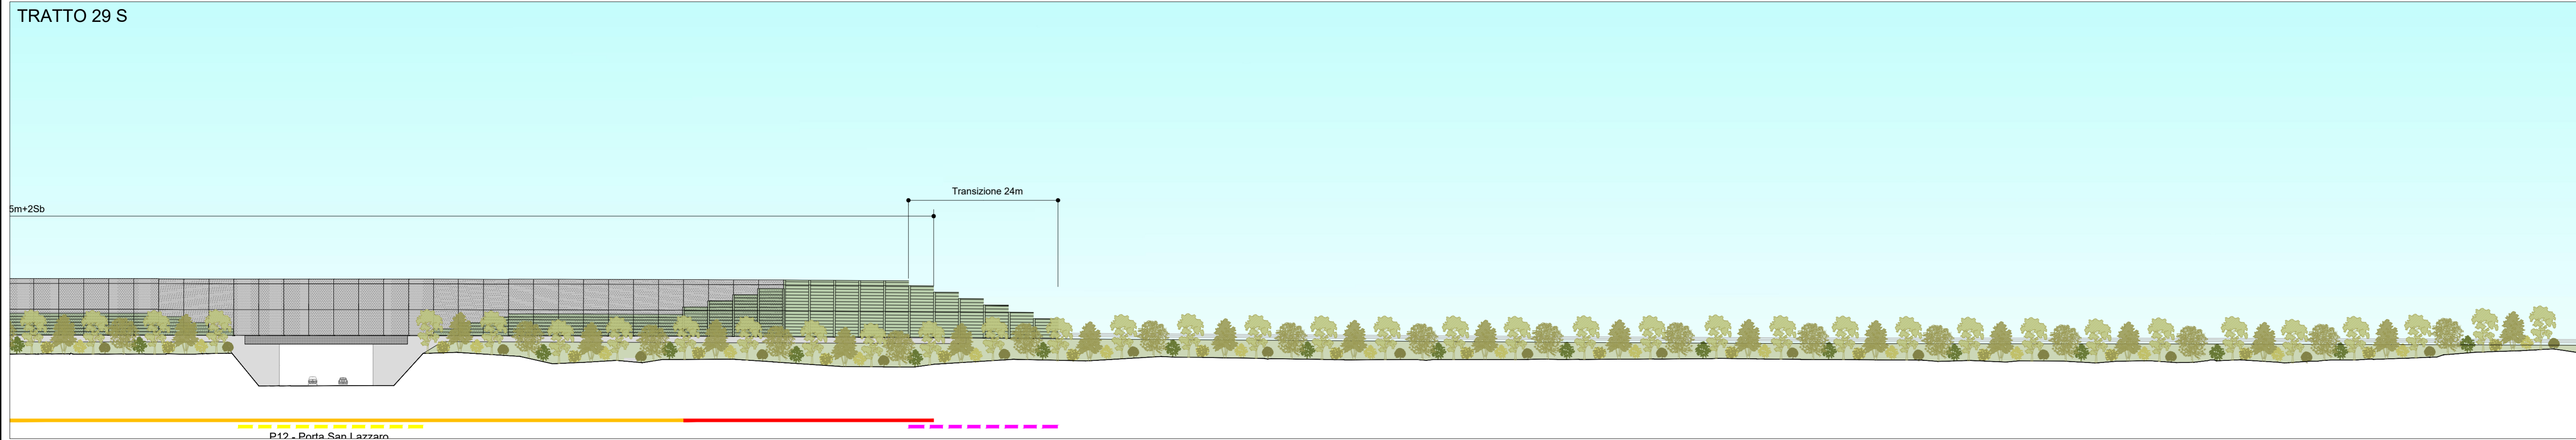 TRATTO 29 S
Transizione 24m
5m+2Sb
P12 - Porta San Lazzaro